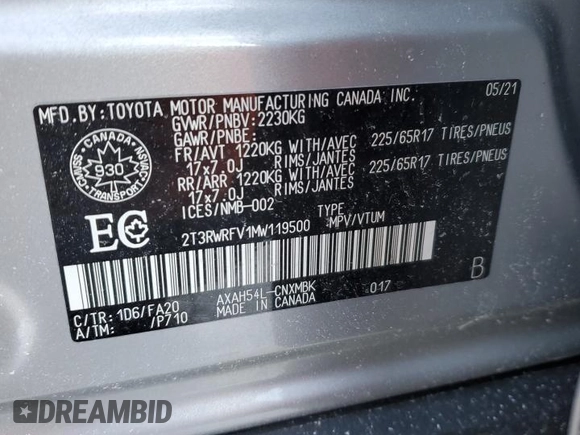 MFD.BY:TOYOTA MOTOR MANUFACTURING CANADA INC. 05/21
GVWR/PNBV:2230KG
GAWR/PNBE:
FR/AVT 1220KG WITH/AVEC 225/65R17 TIRES/PNEUS
17x7.0J RIMS/JANTES
RR/ARR 1220KG WITH/AVEC 225/65R17 TIRES/PNEUS
17x7.0J RIMS/JANTES
ICES/NMB-002 TYPE
2T3RWRFV1MW119500 MPV/VTUM
CANADA
CMVSS
NSVAC
930
TRANSPORT
EC
B
C/TR: 1D6/FA20 AXAH54L-CNXMBK 017
A/TM: /P710 MADE IN CANADA
DREAMBID